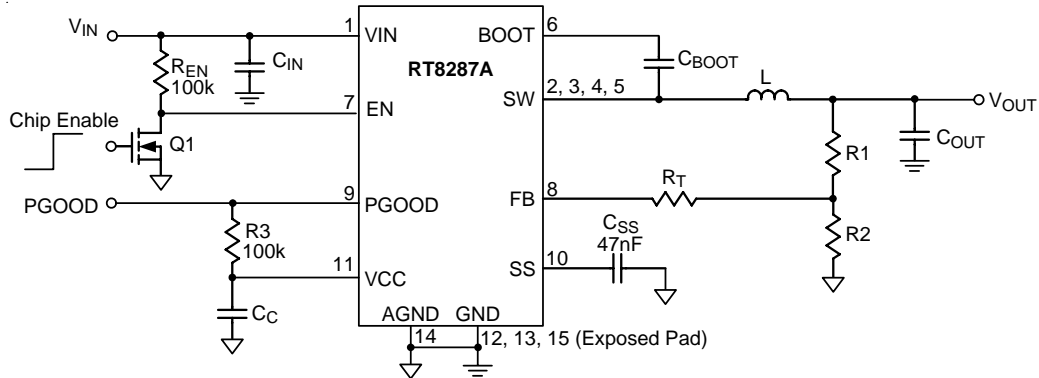 VIN
1
VIN
BOOT
6
REN
100k
CIN
RT8287A
CBOOT
L
7
EN
SW
2, 3, 4, 5
VOUT
Chip Enable
Q1
R1
COUT
PGOOD
9
PGOOD
FB
8
RT
R3
100k
CSS
47nF
R2
11
VCC
SS
10
CC
AGND
GND
14
12, 13, 15 (Exposed Pad)